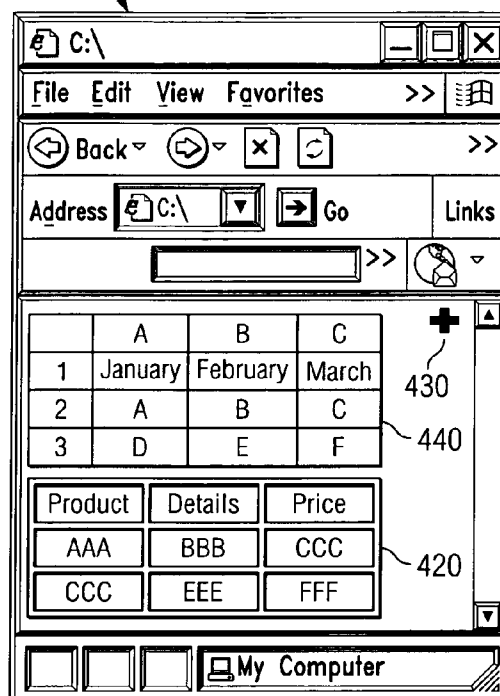 C:\
File Edit View Favorites >>
Back >>
Address C:\ Go Links
>>
A B C
1 January February March
430
2 A B C
440
3 D E F
Product Details Price
AAA BBB CCC
420
CCC EEE FFF
My Computer